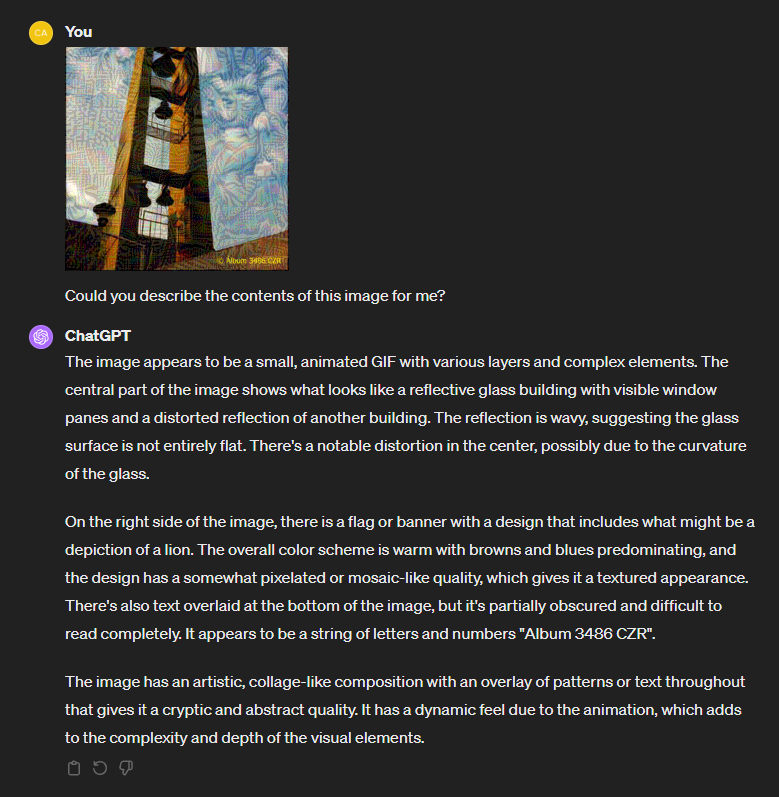 CA
You
© Album 3486 CZR
Could you describe the contents of this image for me?
ChatGPT
The image appears to be a small, animated GIF with various layers and complex elements. The
central part of the image shows what looks like a reflective glass building with visible window
panes and a distorted reflection of another building. The reflection is wavy, suggesting the glass
surface is not entirely flat. There's a notable distortion in the center, possibly due to the curvature
of the glass.
On the right side of the image, there is a flag or banner with a design that includes what might be a
depiction of a lion. The overall color scheme is warm with browns and blues predominating, and
the design has a somewhat pixelated or mosaic-like quality, which gives it a textured appearance.
There's also text overlaid at the bottom of the image, but it's partially obscured and difficult to
read completely. It appears to be a string of letters and numbers "Album 3486 CZR".
The image has an artistic, collage-like composition with an overlay of patterns or text throughout
that gives it a cryptic and abstract quality. It has a dynamic feel due to the animation, which adds
to the complexity and depth of the visual elements.